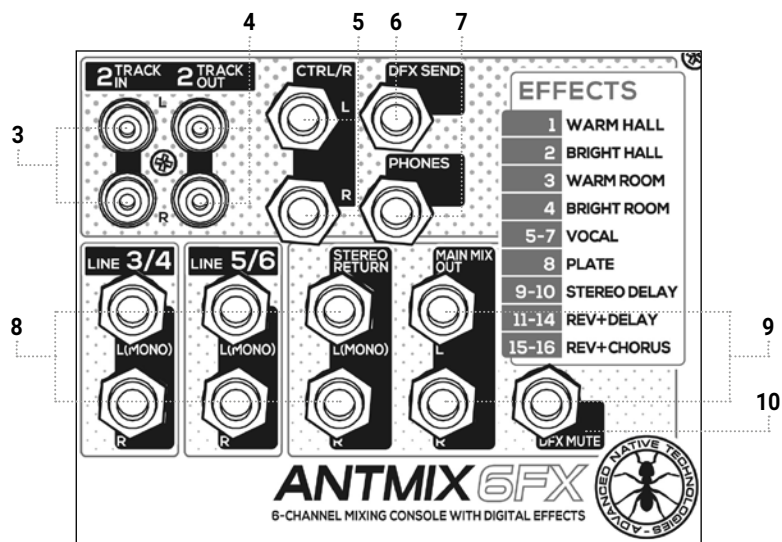 4 5 6 7
2 TRACK IN 2 TRACK OUT
CTRL/R
DFX SEND
L
L
3
PHONES
R
R
EFFECTS
1 WARM HALL
2 BRIGHT HALL
3 WARM ROOM
4 BRIGHT ROOM
5-7 VOCAL
8 PLATE
9-10 STEREO DELAY
11-14 REV+DELAY
15-16 REV+CHORUS
LINE 3/4
LINE 5/6
STEREO RETURN
MAIN MIX OUT
8
9
L(MONO)
L(MONO)
L(MONO)
L
10
R
R
R
R
DFX MUTE
ANTMIX 6FX
6-CHANNEL MIXING CONSOLE WITH DIGITAL EFFECTS
ADVANCED NATIVE TECHNOLOGIES